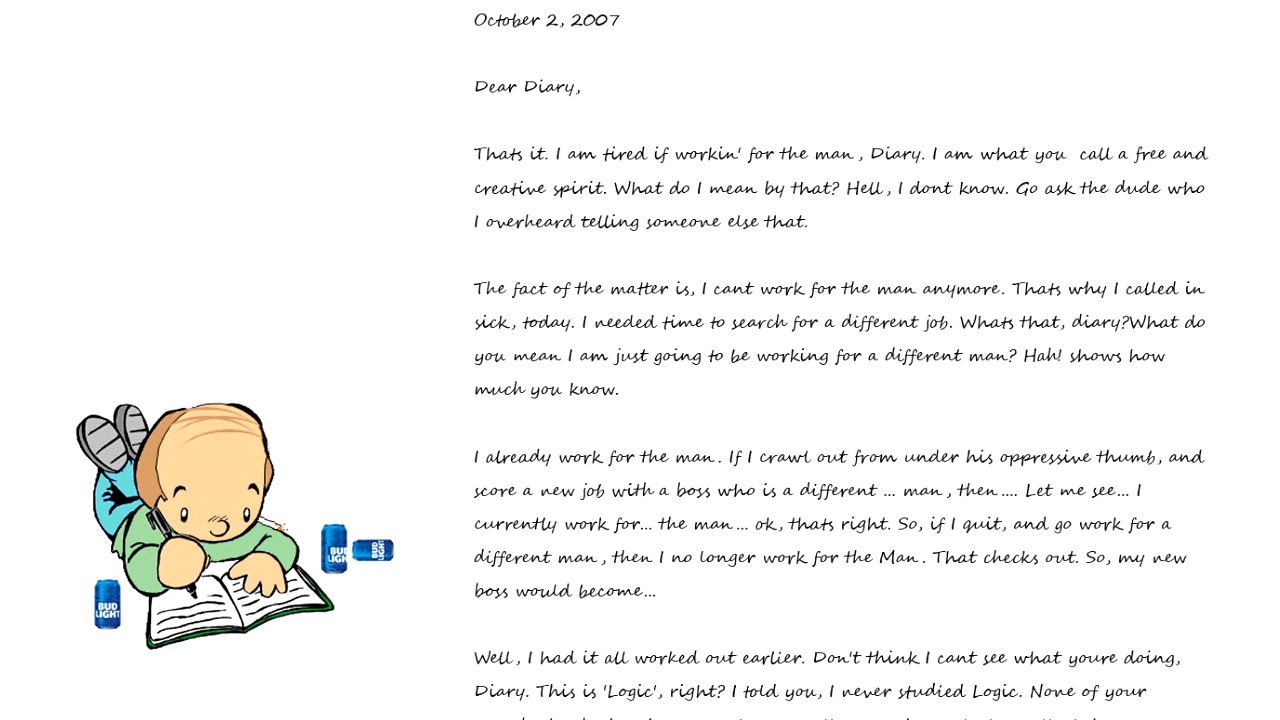 October 2, 2007
Dear Diary,
Thats it. I am tired if workin' for the man, Diary. I am what you call a free and
creative spirit. What do I mean by that? Hell, I dont know. Go ask the dude who
I overheard telling someone else that.
The fact of the matter is, I cant work for the man anymore. Thats why I called in
sick, today. I needed time to search for a different job. Whats that, diary?What do
you mean I am just going to be working for a different man? Hah! shows how
much you know.
I already work for the man. If I crawl out from under his oppressive thumb, and
score a new job with a boss who is a different ... man, then .... Let me see... I
currently work for... the man ... ok, thats right. So, if I quit, and go work for a
different man, then I no longer work for the Man. That checks out. So, my new
boss would become...
Well, I had it all worked out earlier. Don't think I cant see what youre doing,
Diary. This is 'Logic', right? I told you, I never studied Logic. None of your
BUD LIGHT
BUD LIGHT
BUD
LIGHT